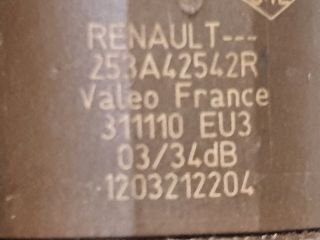 RENAULT---
253A42542R
Valeo France
311110 EU3
03/34dB
1203212204